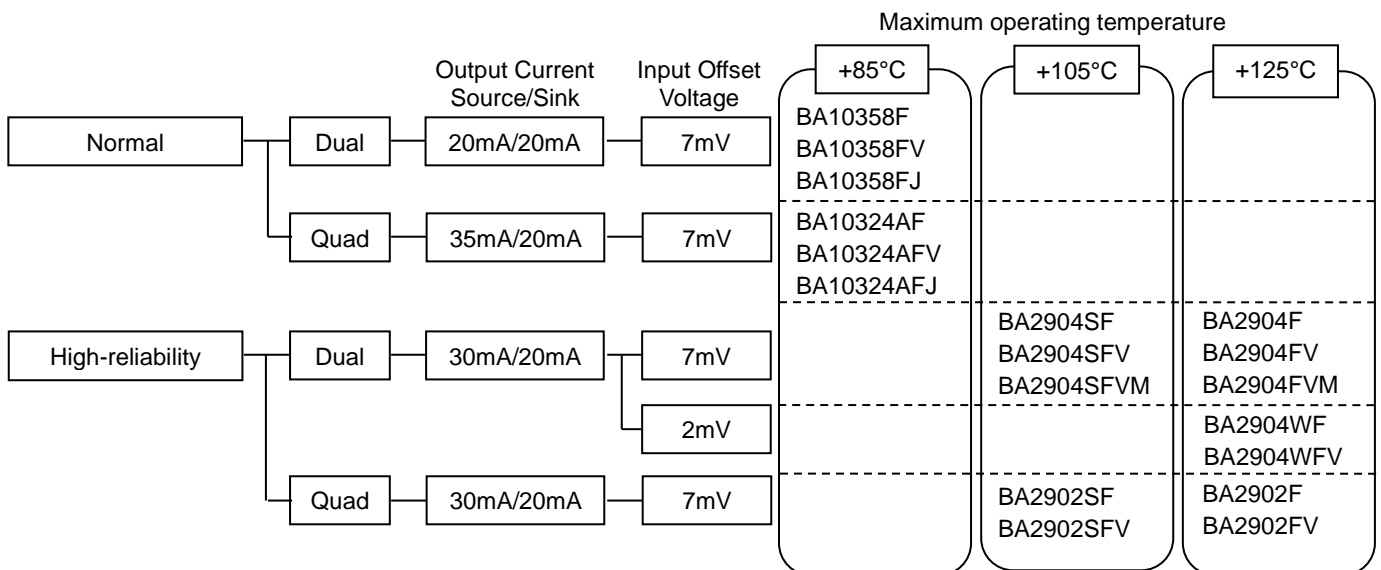 Maximum operating temperature
Output Current
Source/Sink
Input Offset
Voltage
+85°C
+105°C
+125°C
Normal
Dual
20mA/20mA
7mV
BA10358F
BA10358FV
BA10358FJ
Quad
35mA/20mA
7mV
BA10324AF
BA10324AFV
BA10324AFJ
High-reliability
Dual
30mA/20mA
7mV
BA2904SF
BA2904SFV
BA2904SFVM
BA2904F
BA2904FV
BA2904FVM
2mV
BA2904WF
BA2904WFV
Quad
30mA/20mA
7mV
BA2902SF
BA2902SFV
BA2902F
BA2902FV